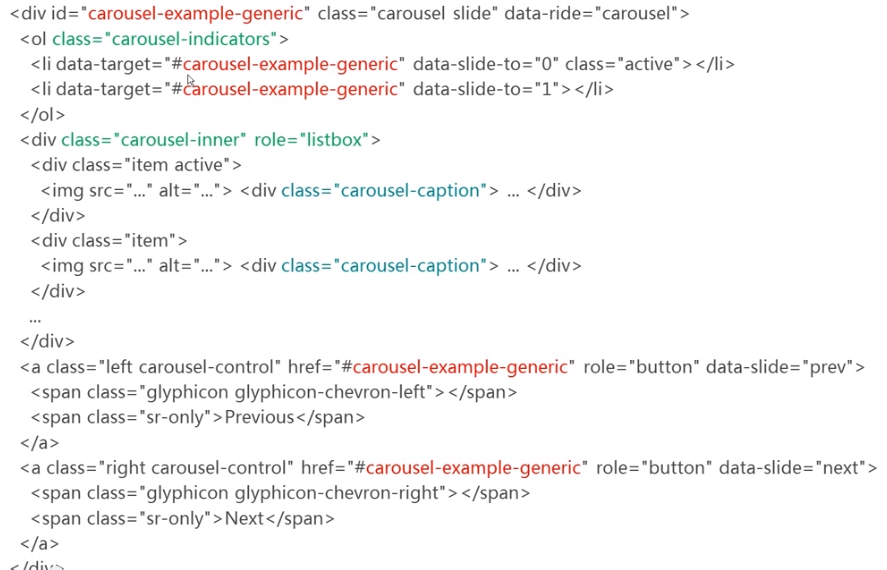 <div id="carousel-example-generic" class="carousel slide" data-ride="carousel">
<ol class="carousel-indicators">
<li data-target="#carousel-example-generic" data-slide-to="0" class="active"></li>
<li data-target="#carousel-example-generic" data-slide-to="1"></li>
</ol>
<div class="carousel-inner" role="listbox">
<div class="item active">
<img src="..." alt="..."> <div class="carousel-caption"> ... </div>
</div>
<div class="item">
<img src="..." alt="..."> <div class="carousel-caption"> ... </div>
</div>
...
</div>
<a class="left carousel-control" href="#carousel-example-generic" role="button" data-slide="prev">
<span class="glyphicon glyphicon-chevron-left"></span>
<span class="sr-only">Previous</span>
</a>
<a class="right carousel-control" href="#carousel-example-generic" role="button" data-slide="next">
<span class="glyphicon glyphicon-chevron-right"></span>
<span class="sr-only">Next</span>
</a>
</div>